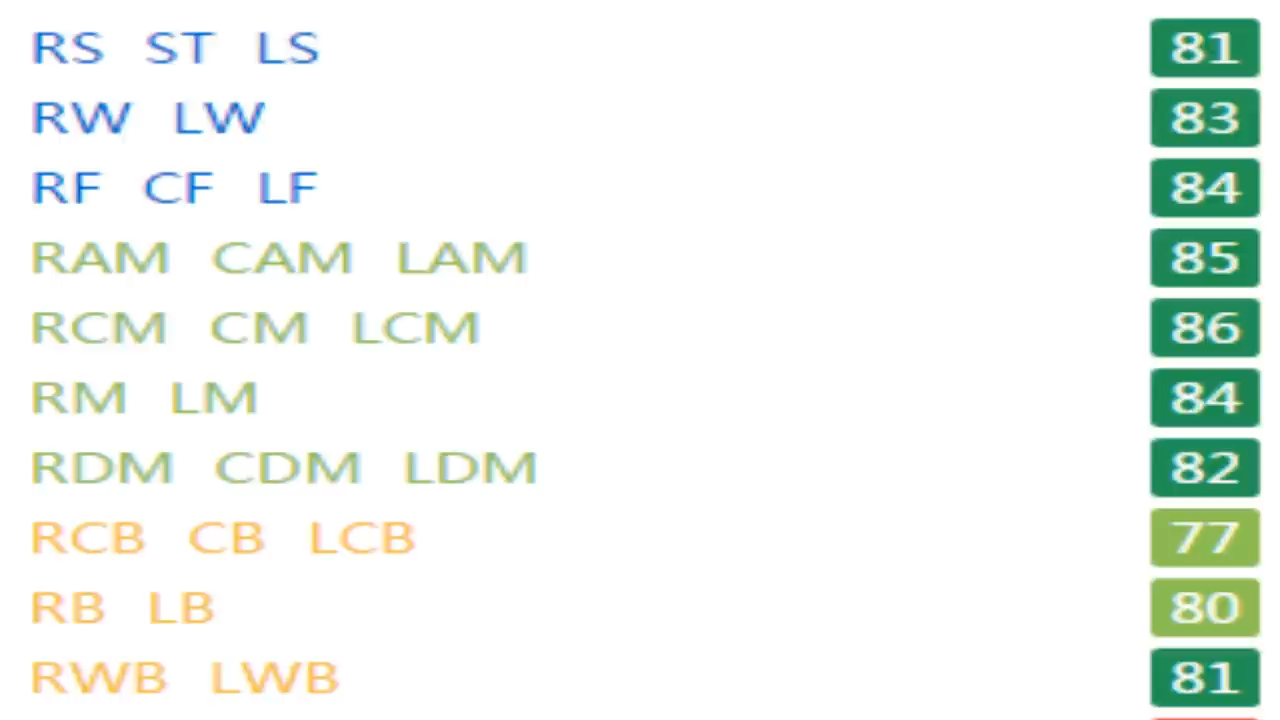 RS ST LS 81
RW LW 83
RF CF LF 84
RAM CAM LAM 85
RCM CM LCM 86
RM LM 84
RDM CDM LDM 82
RCB CB LCB 77
RB LB 80
RWB LWB 81